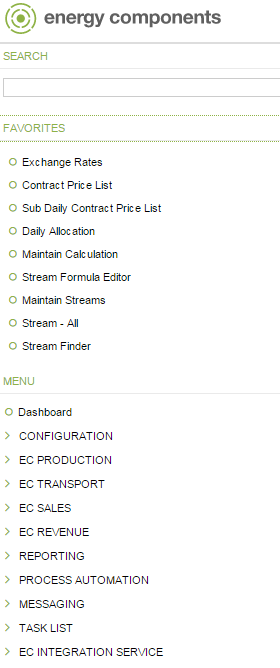 energy components
SEARCH
FAVORITES
Exchange Rates
Contract Price List
Sub Daily Contract Price List
Daily Allocation
Maintain Calculation
Stream Formula Editor
Maintain Streams
Stream - All
Stream Finder
MENU
Dashboard
CONFIGURATION
EC PRODUCTION
EC TRANSPORT
EC SALES
EC REVENUE
REPORTING
PROCESS AUTOMATION
MESSAGING
TASK LIST
EC INTEGRATION SERVICE